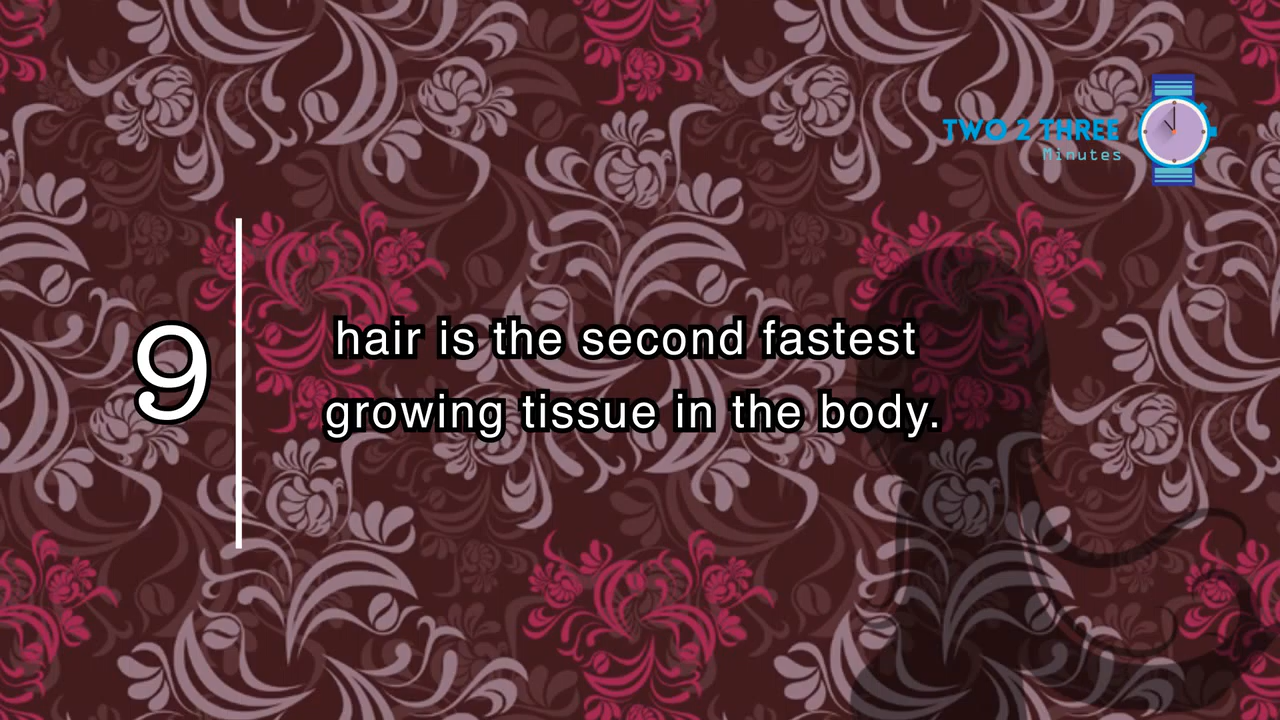 TWO 2 THREE
Minutes
9
hair is the second fastest
growing tissue in the body.